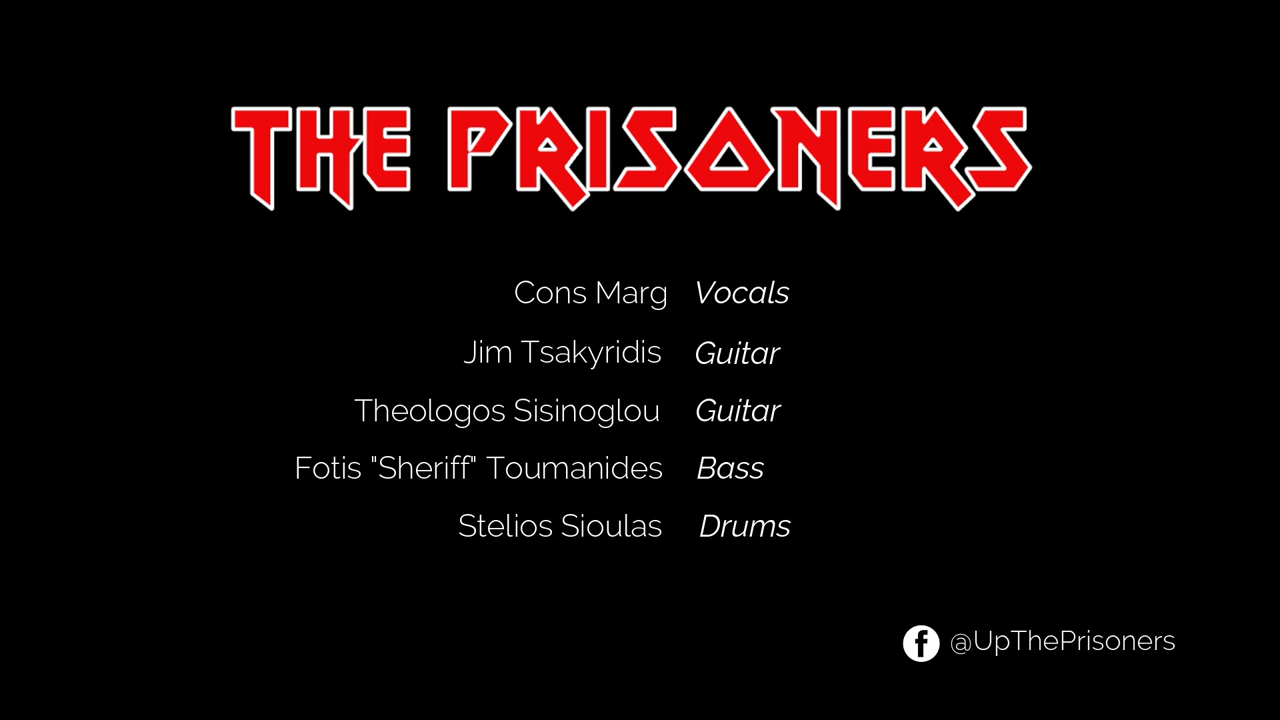 THE PRISONERS
Cons Marg Vocals
Jim Tsakyridis Guitar
Theologos Sisinoglou Guitar
Fotis "Sheriff" Toumanides Bass
Stelios Sioulas Drums
@UpThePrisoners